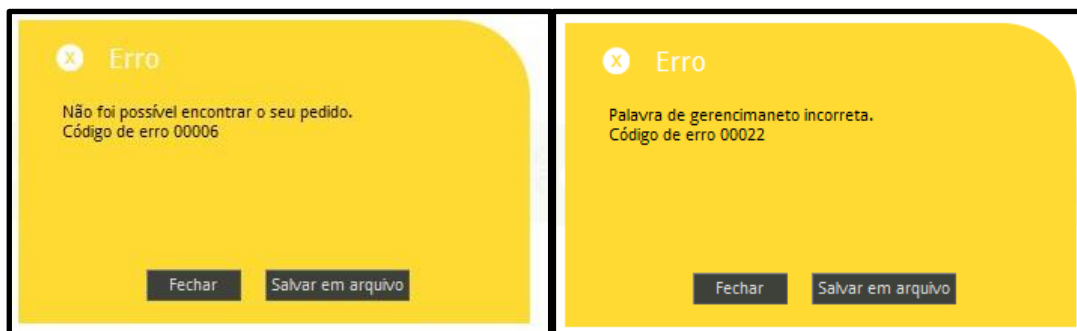 X Erro
Não foi possível encontrar o seu pedido.
Código de erro 00006
Fechar Salvar em arquivo
X Erro
Palavra de gerencimaneto incorreta.
Código de erro 00022
Fechar Salvar em arquivo